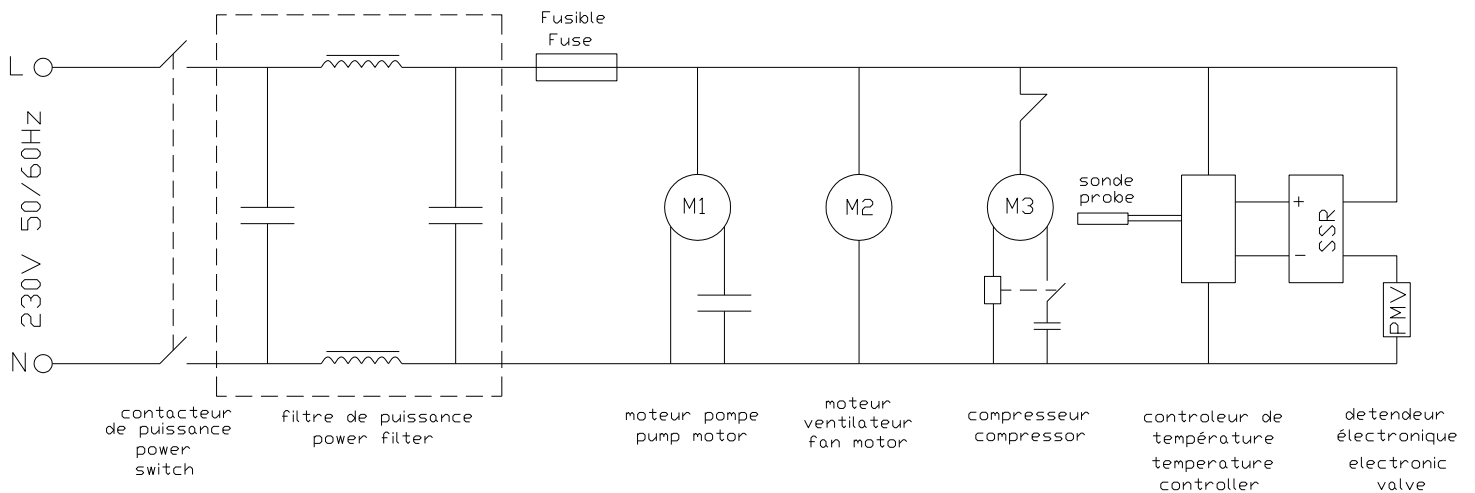 Fusible
Fuse
L
230V 50/60Hz
N
M1
M2
M3
sonde
probe
+
-
SSR
PMV
contacteur
de puissance
power
switch
filtre de puissance
power filter
moteur pompe
pump motor
moteur
ventilateur
fan motor
compresseur
compressor
controleur de
température
temperature
controller
detendeur
électronique
electronic
valve